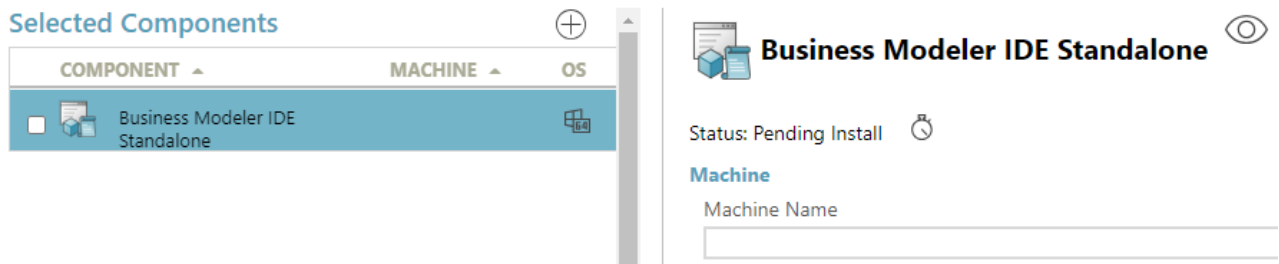 Selected Components
COMPONENT MACHINE OS
Business Modeler IDE
Standalone
64
Business Modeler IDE Standalone
Status: Pending Install
Machine
Machine Name